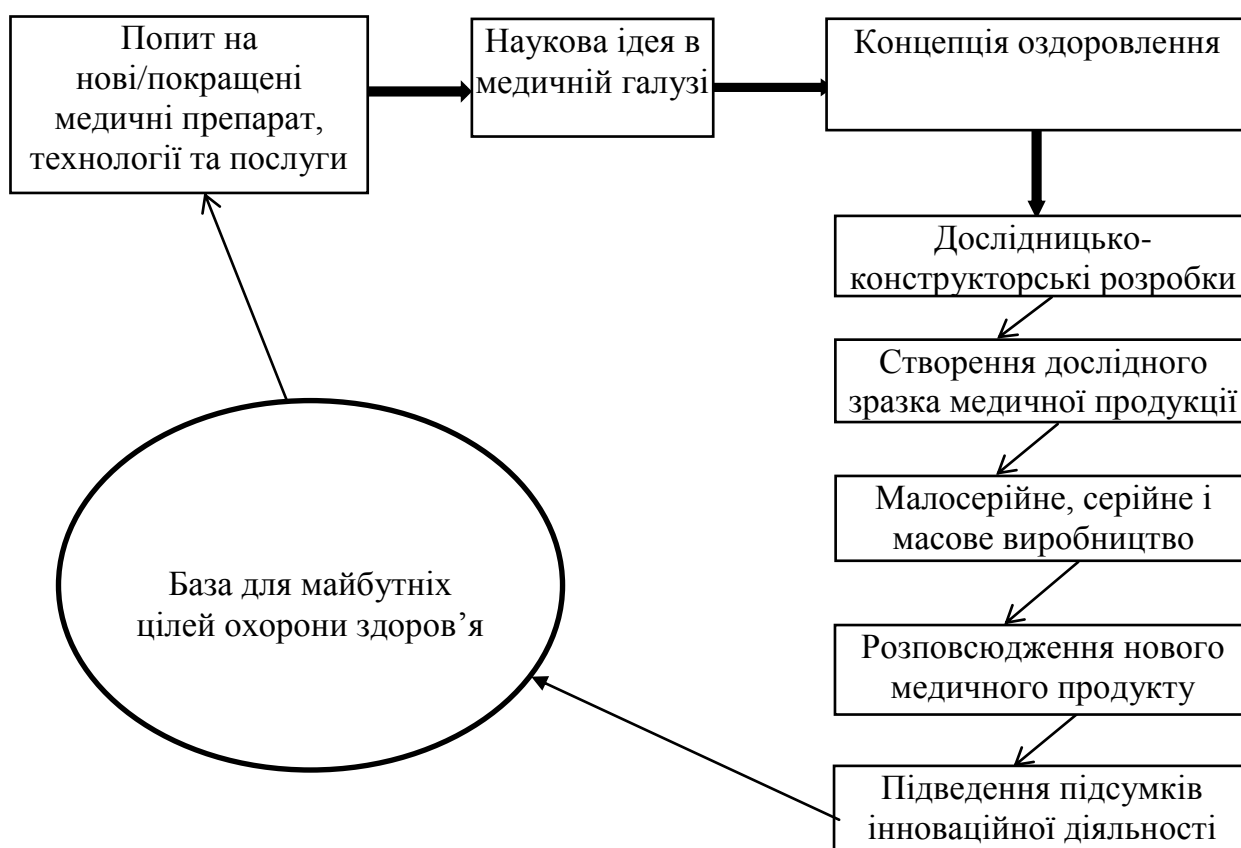 Попит на
нові/покращені
медичні препарат,
технології та послуги
Наукова ідея в
медичній галузі
Концепція оздоровлення
Дослідницько-
конструкторські розробки
Створення дослідного
зразка медичної продукції
Малосерійне, серійне і
масове виробництво
Розповсюдження нового
медичного продукту
Підведення підсумків
інноваційної діяльності
База для майбутніх
цілей охорони здоров’я